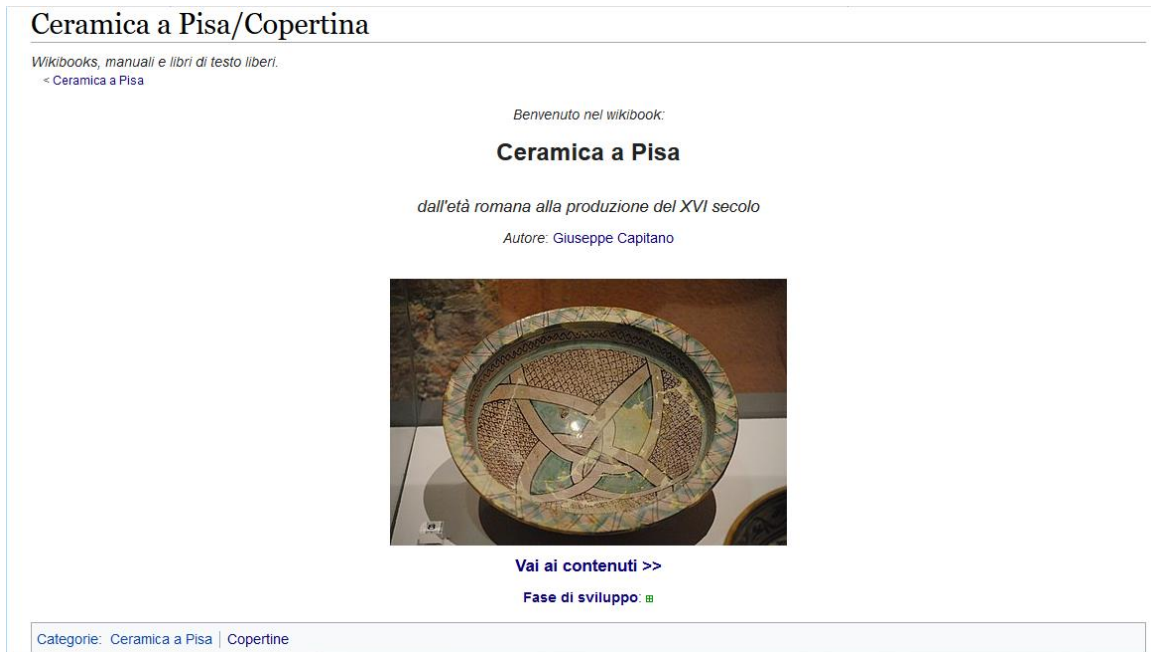 Ceramica a Pisa/Copertina
Wikibooks, manuali e libri di testo liberi.
< Ceramica a Pisa
Benvenuto nel wikibook:
Ceramica a Pisa
dall'età romana alla produzione del XVI secolo
Autore: Giuseppe Capitano
Vai ai contenuti >>
Fase di sviluppo:
Categorie: Ceramica a Pisa | Copertine